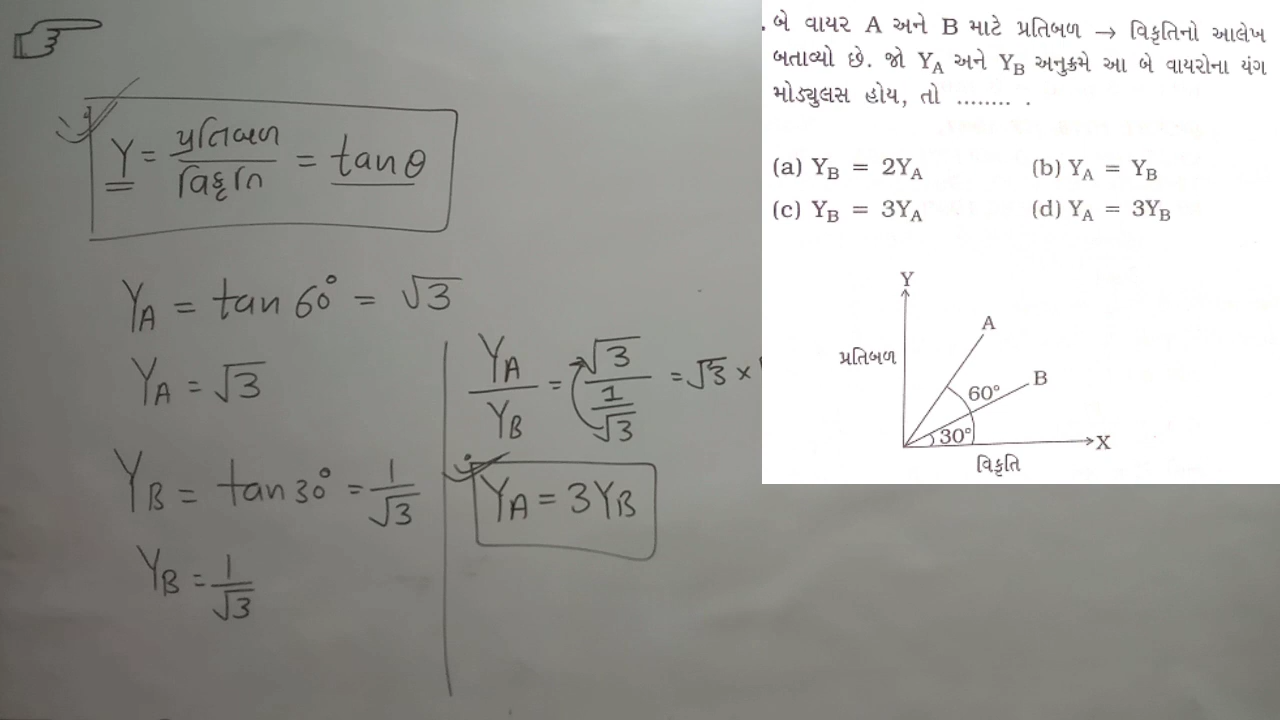 Y = પ્રતિબળ / વિકૃતિ = tanθ
Y_A = tan 60° = √3
Y_A = √3
Y_B = tan 30° = 1/√3
Y_B = 1/√3
Y_A / Y_B = √3 / (1/√3) = √3 ×
Y_A = 3Y_B
. બે વાયર A અને B માટે પ્રતિબળ → વિકૃતિનો આલેખ
બતાવ્યો છે. જો Y_A અને Y_B અનુક્રમે આ બે વાયરોના યંગ
મોડ્યુલસ હોય, તો ........ .
(a) Y_B = 2Y_A (b) Y_A = Y_B
(c) Y_B = 3Y_A (d) Y_A = 3Y_B
Y
A
પ્રતિબળ
B
60°
30°
X
વિકૃતિ